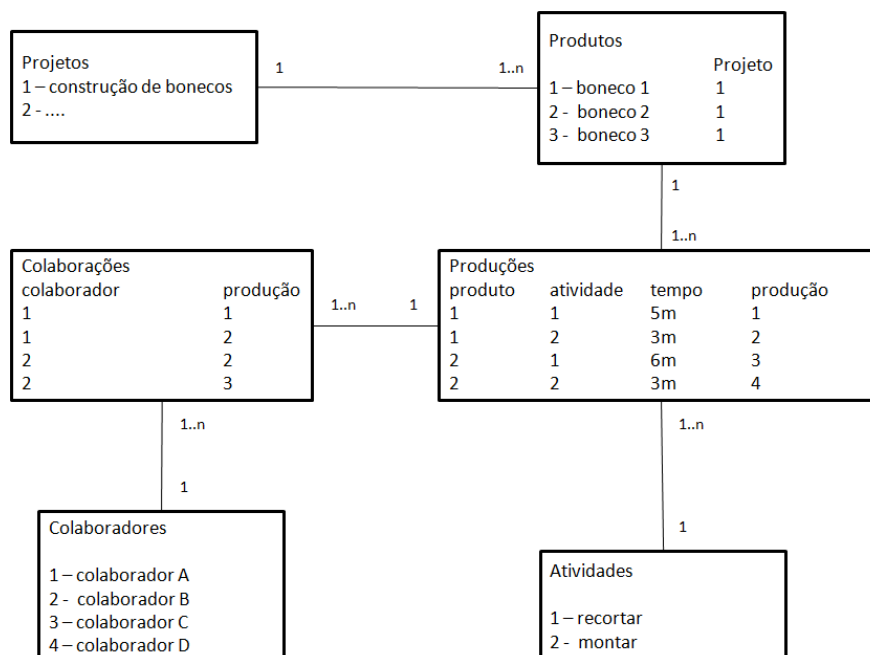 Projetos
1 – construção de bonecos
2 - ....
1
1..n
Produtos
Projeto
1 – boneco 1 1
2 - boneco 2 1
3 - boneco 3 1
1
1..n
Colaborações
colaborador produção
1 1
1 2
2 2
2 3
1..n
1
Produções
produto atividade tempo produção
1 1 5m 1
1 2 3m 2
2 1 6m 3
2 2 3m 4
1..n
1
1..n
1
Colaboradores
1 – colaborador A
2 - colaborador B
3 – colaborador C
4 – colaborador D
Atividades
1 – recortar
2 - montar